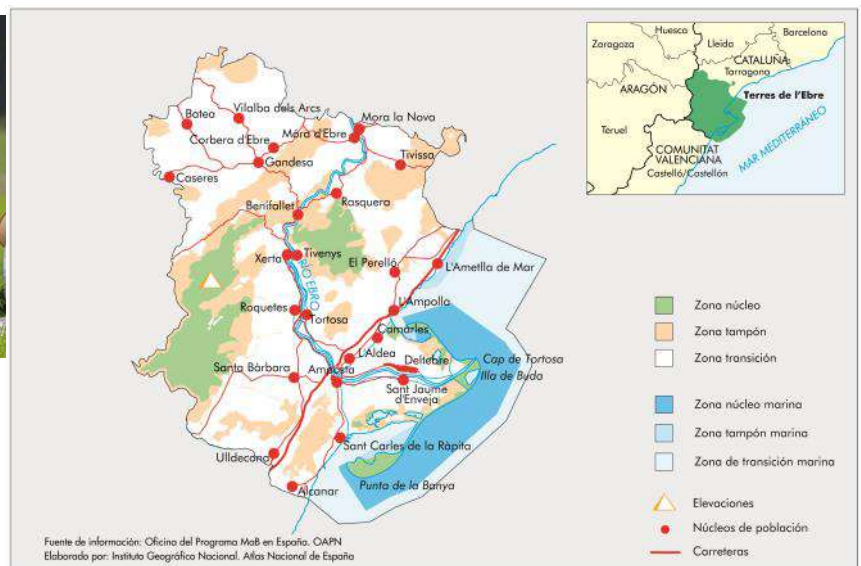 Huesca
Barcelona
Zaragoza
Lleida
CATALUÑA
Tarragona
ARAGÓN
Terres de l'Ebre
Teruel
COMUNITAT
VALENCIANA
Castelló/Castellón
MAR MEDITERRÁNEO
Batea
Vilalba dels Arcs
Mora la Nova
Corbera d'Ebre
Mora d'Ebre
Gandesa
Tivissa
Caseres
Rasquera
Benifallet
Xerta
Tivenys
RÍO EBRO
El Perelló
L'Ametlla de Mar
Roquetes
Tortosa
L'Ampolla
Camarles
L'Aldea
Deltebre
Cap de Tortosa
Illa de Buda
Santa Bàrbara
Amposta
Sant Jaume
d'Enveja
Sant Carles de la Ràpita
Ulldecona
Punta de la Banya
Alcanar
Zona núcleo
Zona tampón
Zona transición
Zona núcleo marina
Zona tampón marina
Zona de transición marina
Elevaciones
Núcleos de población
Carreteras
Fuente de información: Oficina del Programa MaB en España. OAPN
Elaborado por: Instituto Geográfico Nacional. Atlas Nacional de España